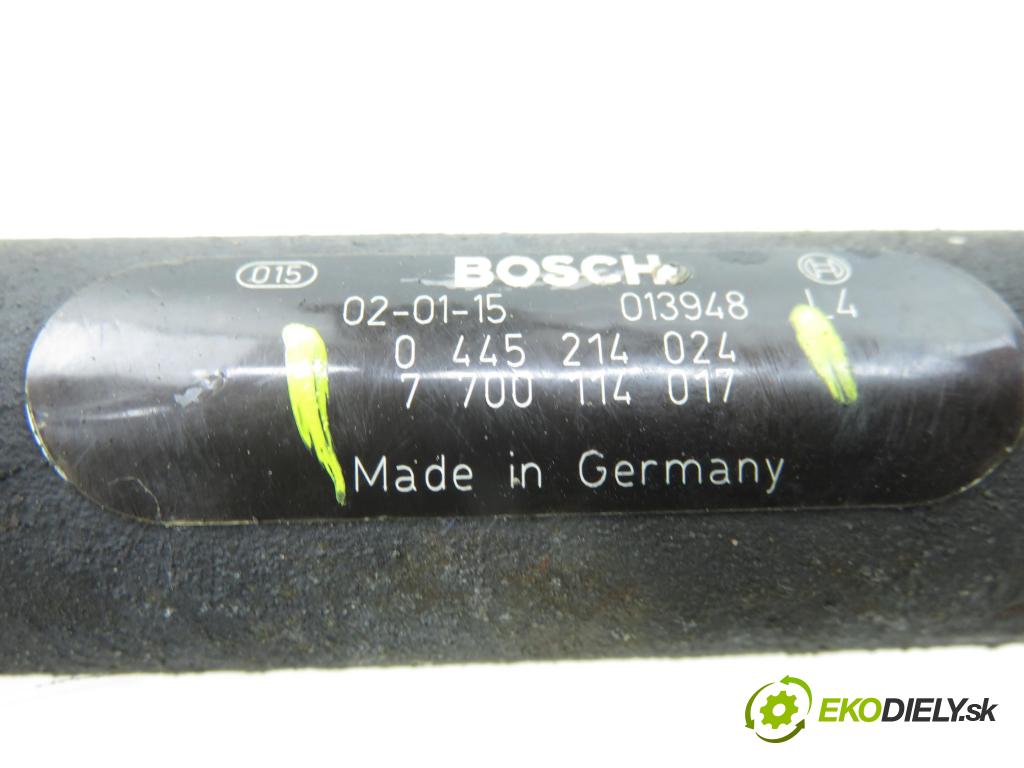 015 BOSCH
02-01-15 013948 L4
0 445 214 024
7 700 114 017
Made in Germany
EKODIELY.sk